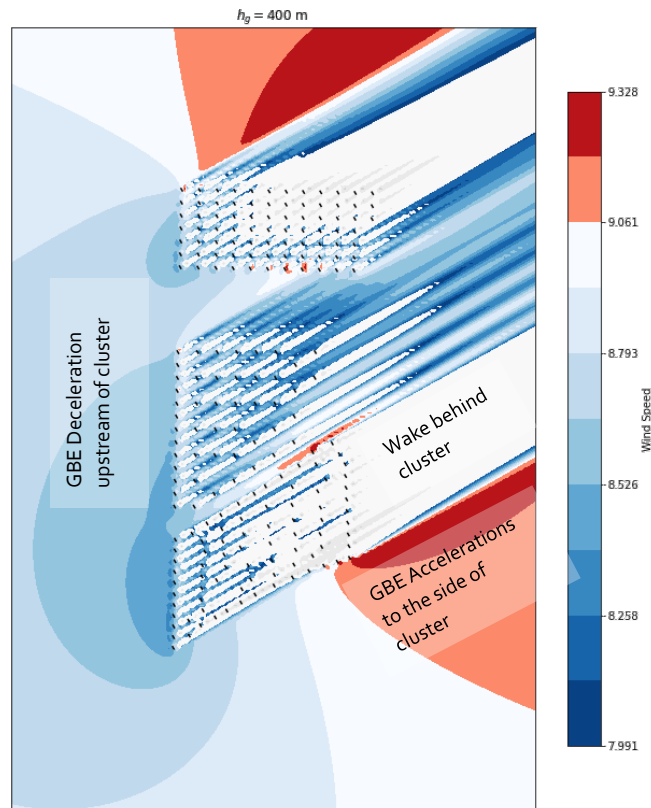 h_g = 400 m
GBE Deceleration
upstream of cluster
Wake behind
cluster
GBE Accelerations
to the side of
cluster
9.328
9.061
8.793
8.526
8.258
7.991
Wind Speed